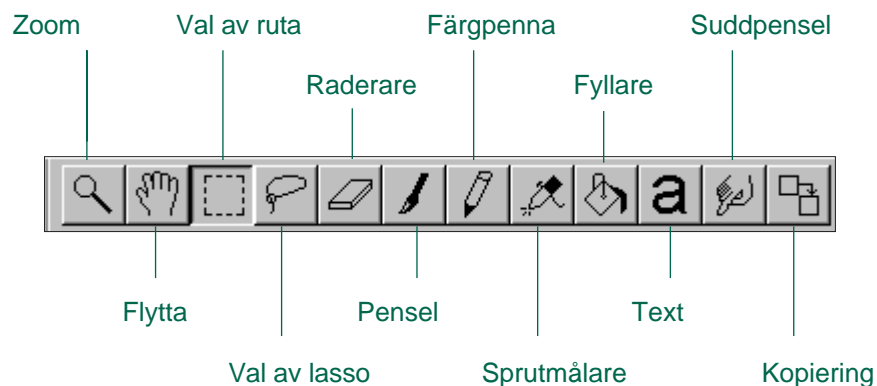 Zoom Val av ruta Färgpenna Suddpensel
Raderare Fyllare
a
Flytta Pensel Text
Val av lasso Sprutmålare Kopiering